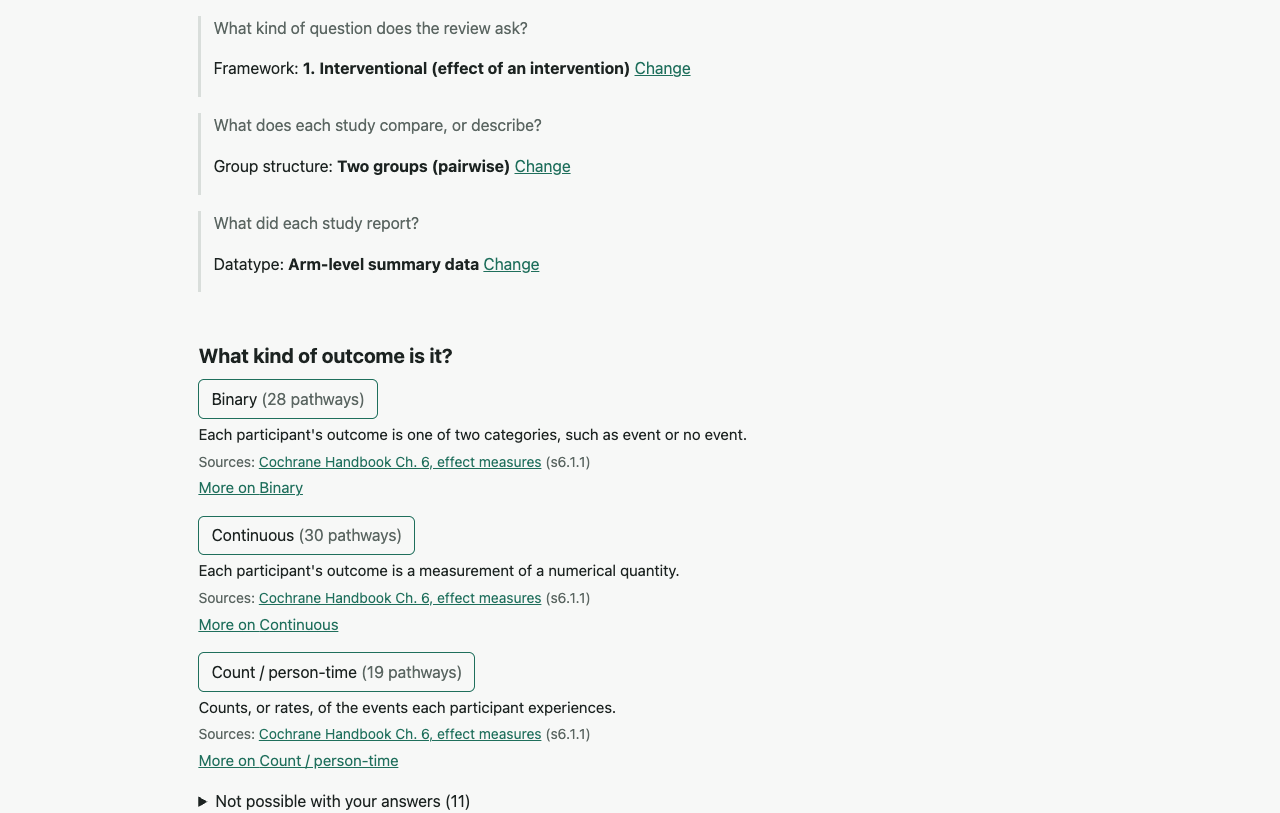 What kind of question does the review ask?
Framework: 1. Interventional (effect of an intervention) Change
What does each study compare, or describe?
Group structure: Two groups (pairwise) Change
What did each study report?
Datatype: Arm-level summary data Change
What kind of outcome is it?
Binary (28 pathways)
Each participant's outcome is one of two categories, such as event or no event.
Sources: Cochrane Handbook Ch. 6, effect measures (s6.1.1)
More on Binary
Continuous (30 pathways)
Each participant's outcome is a measurement of a numerical quantity.
Sources: Cochrane Handbook Ch. 6, effect measures (s6.1.1)
More on Continuous
Count / person-time (19 pathways)
Counts, or rates, of the events each participant experiences.
Sources: Cochrane Handbook Ch. 6, effect measures (s6.1.1)
More on Count / person-time
Not possible with your answers (11)